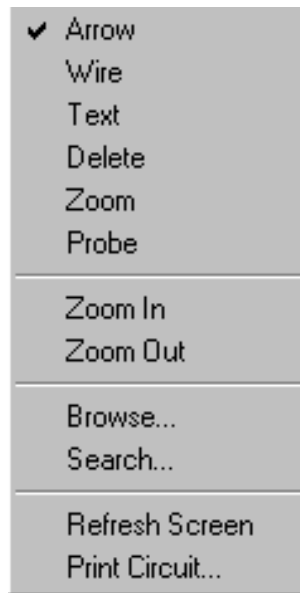 Arrow
Wire
Text
Delete
Zoom
Probe
Zoom In
Zoom Out
Browse...
Search...
Refresh Screen
Print Circuit...